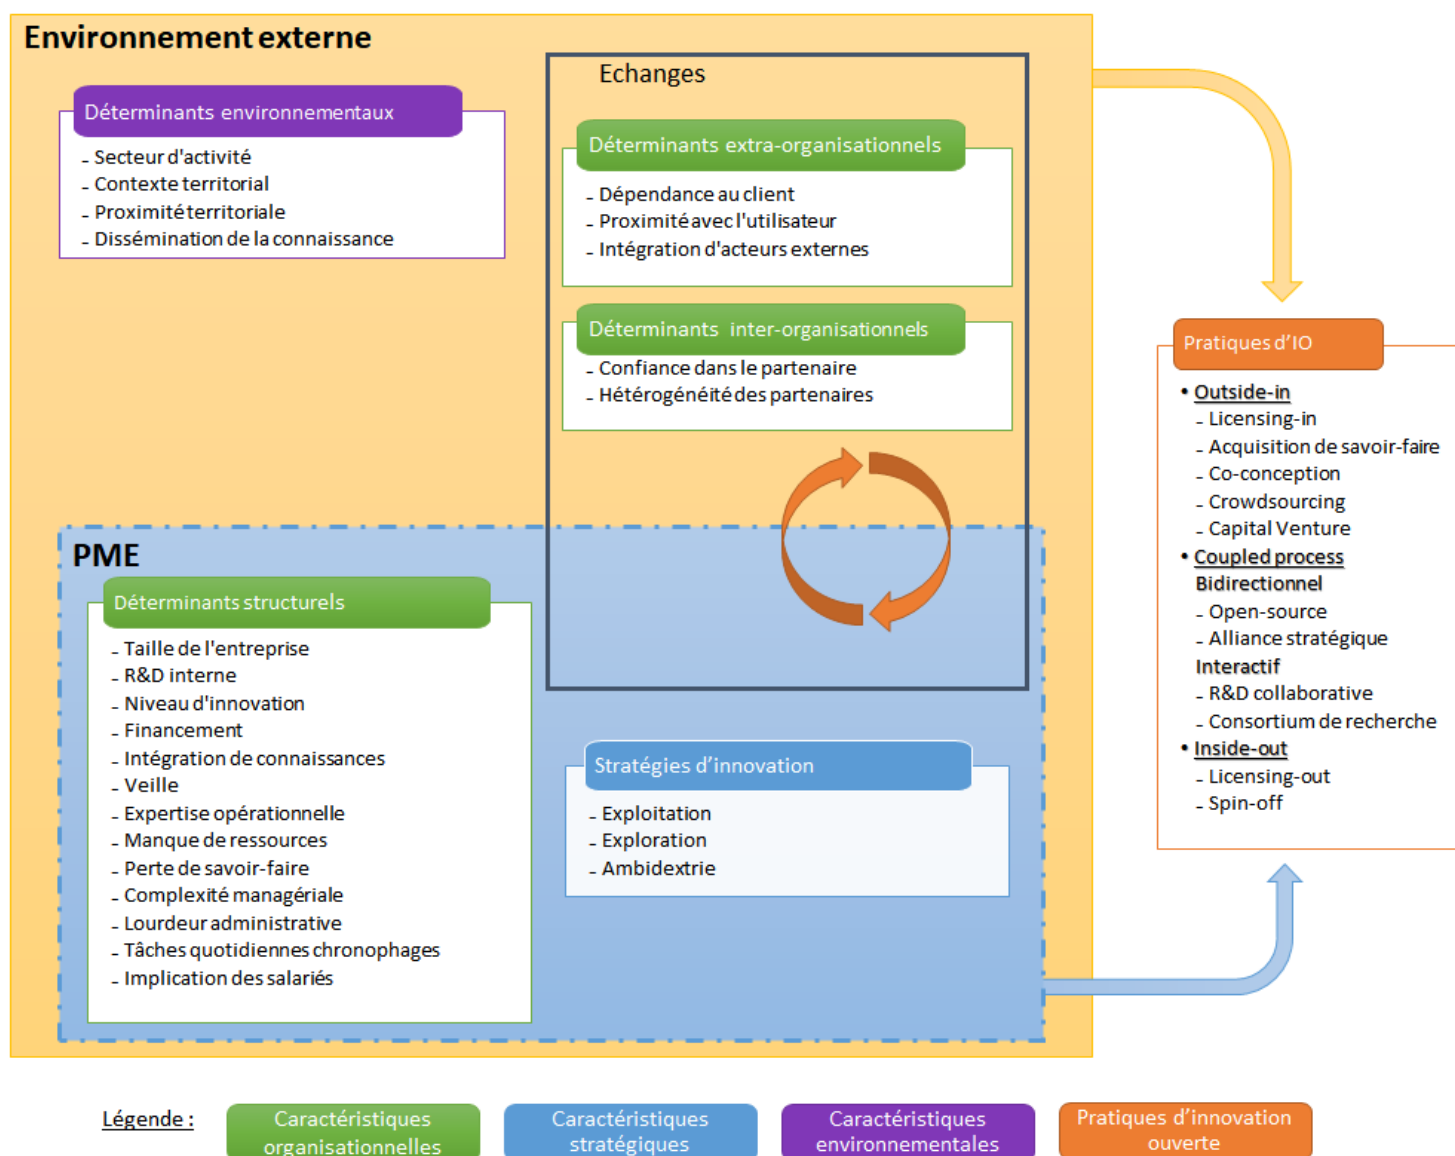 Environnement externe
Déterminants environnementaux
- Secteur d'activité
- Contexte territorial
- Proximité territoriale
- Dissémination de la connaissance
Echanges
Déterminants extra-organisationnels
- Dépendance au client
- Proximité avec l'utilisateur
- Intégration d'acteurs externes
Déterminants inter-organisationnels
- Confiance dans le partenaire
- Hétérogénéité des partenaires
PME
Déterminants structurels
- Taille de l'entreprise
- R&D interne
- Niveau d'innovation
- Financement
- Intégration de connaissances
- Veille
- Expertise opérationnelle
- Manque de ressources
- Perte de savoir-faire
- Complexité managériale
- Lourdeur administrative
- Tâches quotidiennes chronophages
- Implication des salariés
Stratégies d'innovation
- Exploitation
- Exploration
- Ambidextrie
Pratiques d'IO
• Outside-in
- Licensing-in
- Acquisition de savoir-faire
- Co-conception
- Crowdsourcing
- Capital Venture
• Coupled process
Bidirectionnel
- Open-source
- Alliance stratégique
Interactif
- R&D collaborative
- Consortium de recherche
• Inside-out
- Licensing-out
- Spin-off
Légende :
Caractéristiques
organisationnelles
Caractéristiques
stratégiques
Caractéristiques
environnementales
Pratiques d'innovation
ouverte